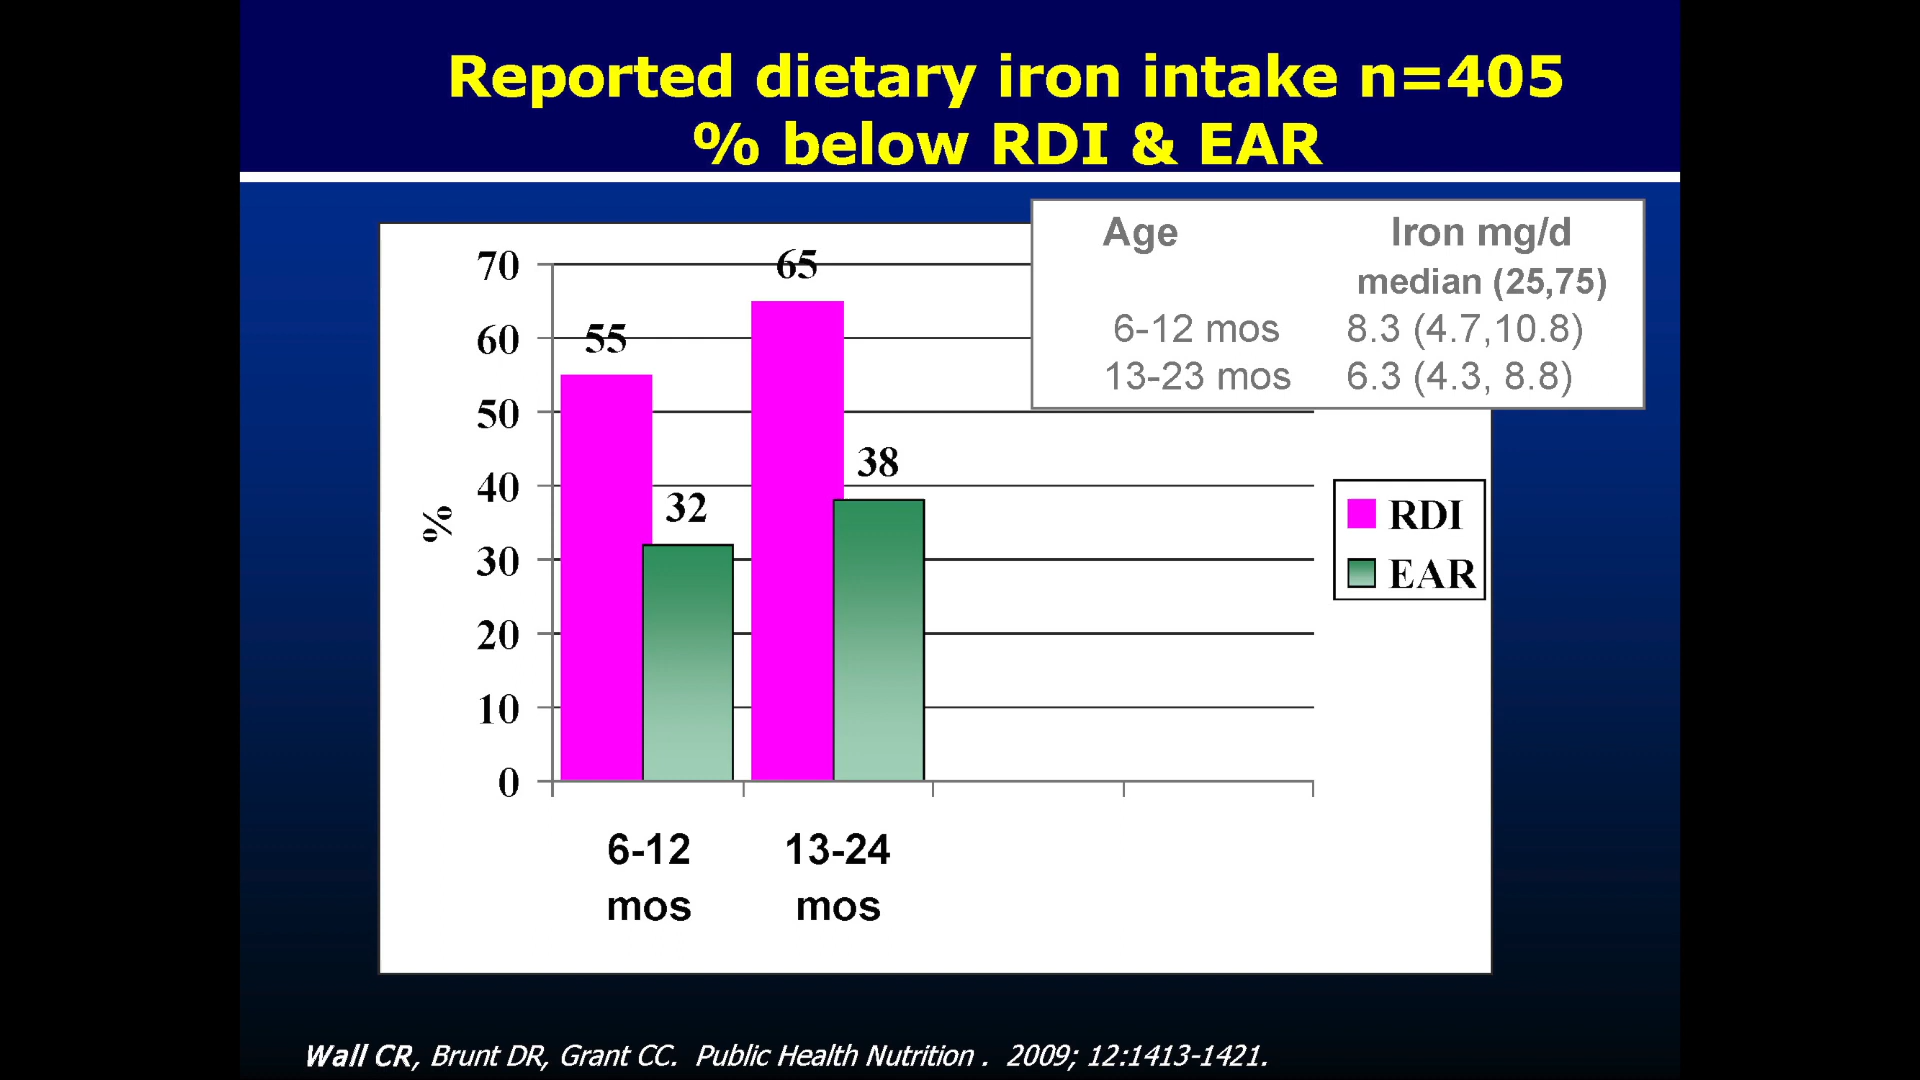 Reported dietary iron intake n=405
% below RDI & EAR
Age Iron mg/d
median (25,75)
6-12 mos 8.3 (4.7,10.8)
13-23 mos 6.3 (4.3, 8.8)
70
60
50
40
30
20
10
0
%
55
32
65
38
6-12
mos
13-24
mos
RDI
EAR
Wall CR, Brunt DR, Grant CC. Public Health Nutrition . 2009; 12:1413-1421.